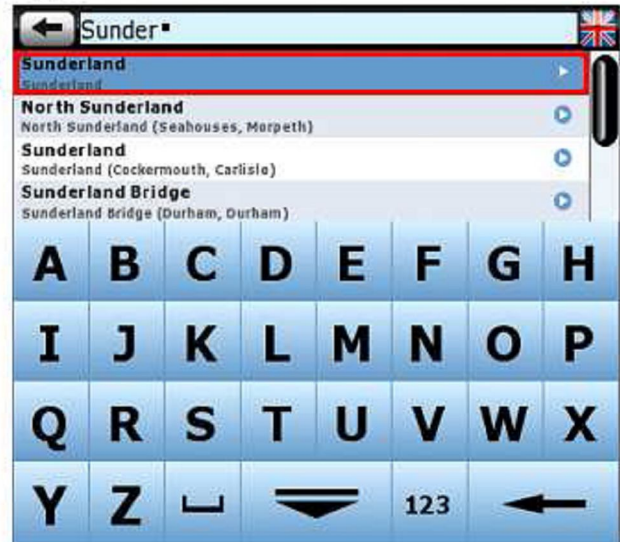 Sunder
Sunderland
Sunderland
North Sunderland
North Sunderland (Seahouses, Morpeth)
Sunderland
Sunderland (Cockermouth, Carlisle)
Sunderland Bridge
Sunderland Bridge (Durham, Durham)
A B C D E F G H
I J K L M N O P
Q R S T U V W X
Y Z 123